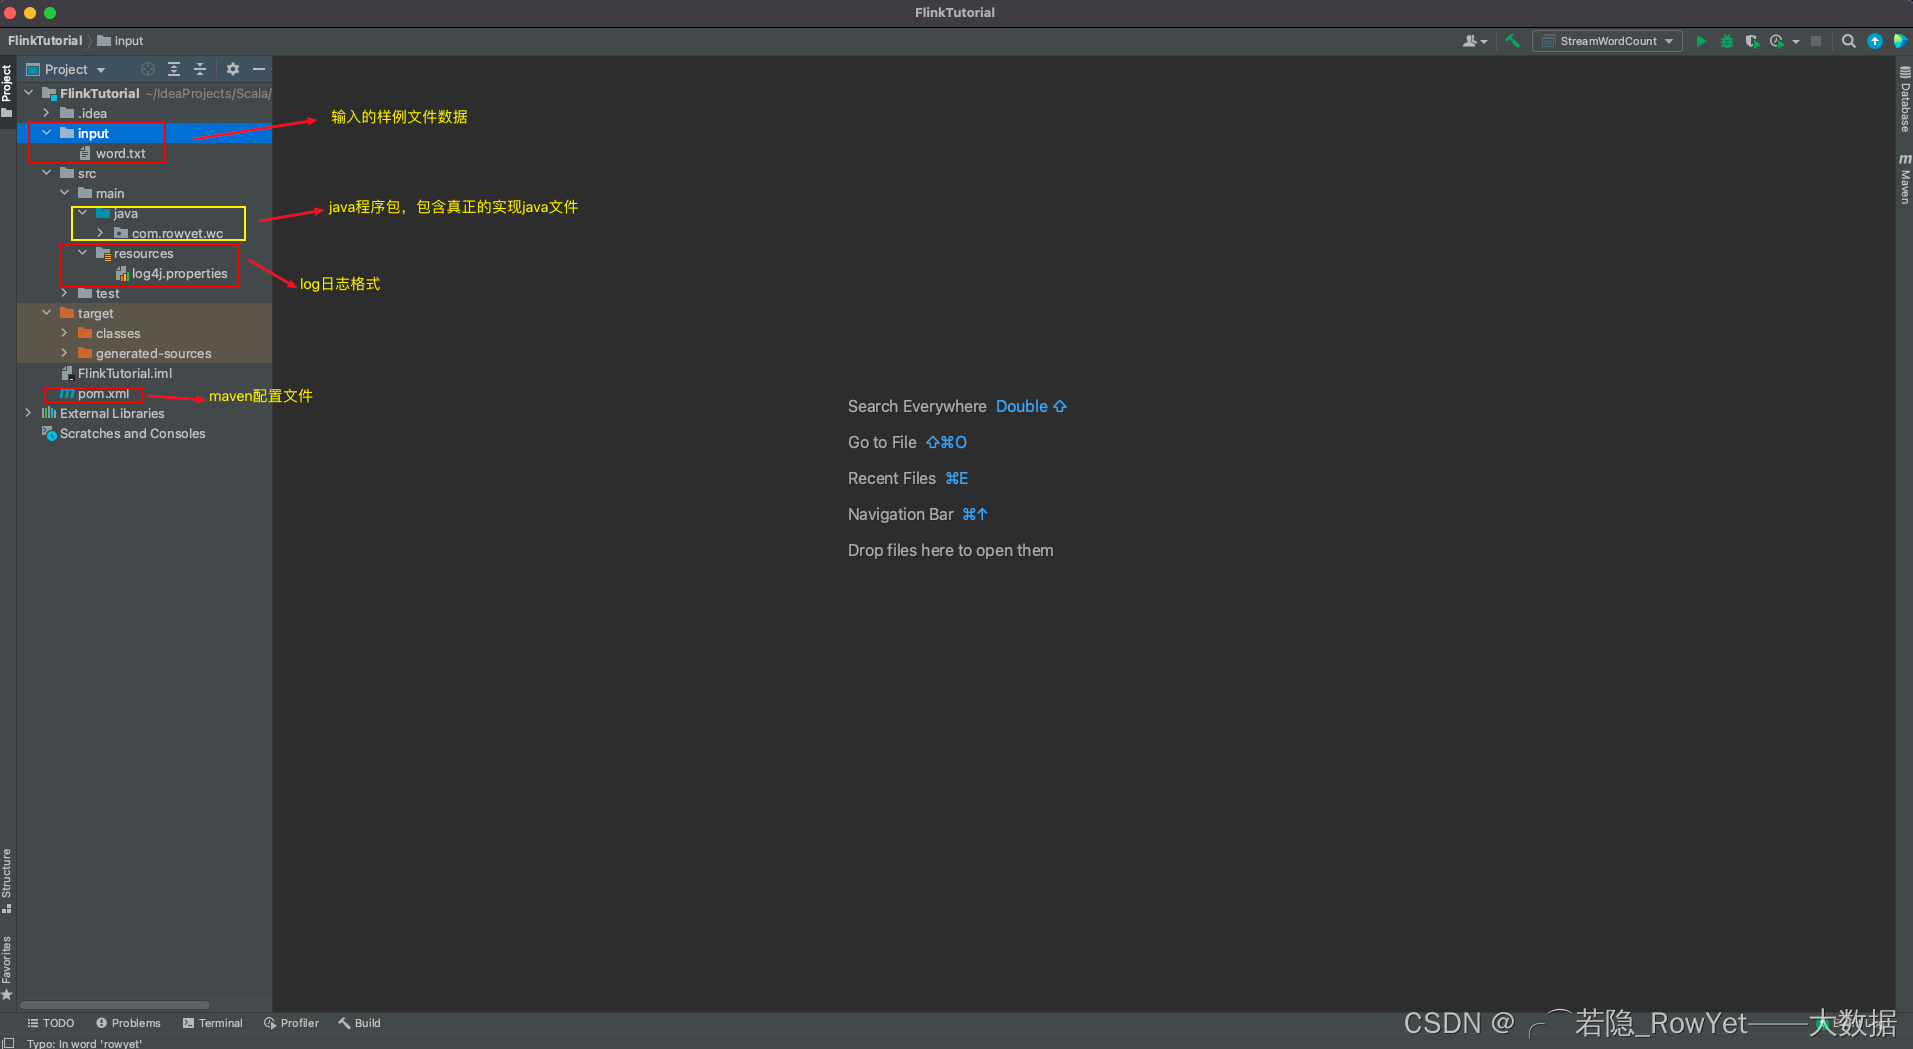 FlinkTutorial
FlinkTutorial input
StreamWordCount
Project
Project
FlinkTutorial ~/IdeaProjects/Scala/
.idea
input
输入的样例文件数据
word.txt
src
main
java
java程序包，包含真正的实现java文件
com.rowyet.wc
resources
log4j.properties
log日志格式
test
target
classes
generated-sources
FlinkTutorial.iml
pom.xml
maven配置文件
External Libraries
Scratches and Consoles
Search Everywhere Double ⇧
Go to File ⇧⌘O
Recent Files ⌘E
Navigation Bar ⌘↑
Drop files here to open them
Database
Maven
Structure
Favorites
TODO Problems Terminal Profiler Build
CSDN @╭⌒若隐_RowYet——大数据
Typo: In word 'rowyet'